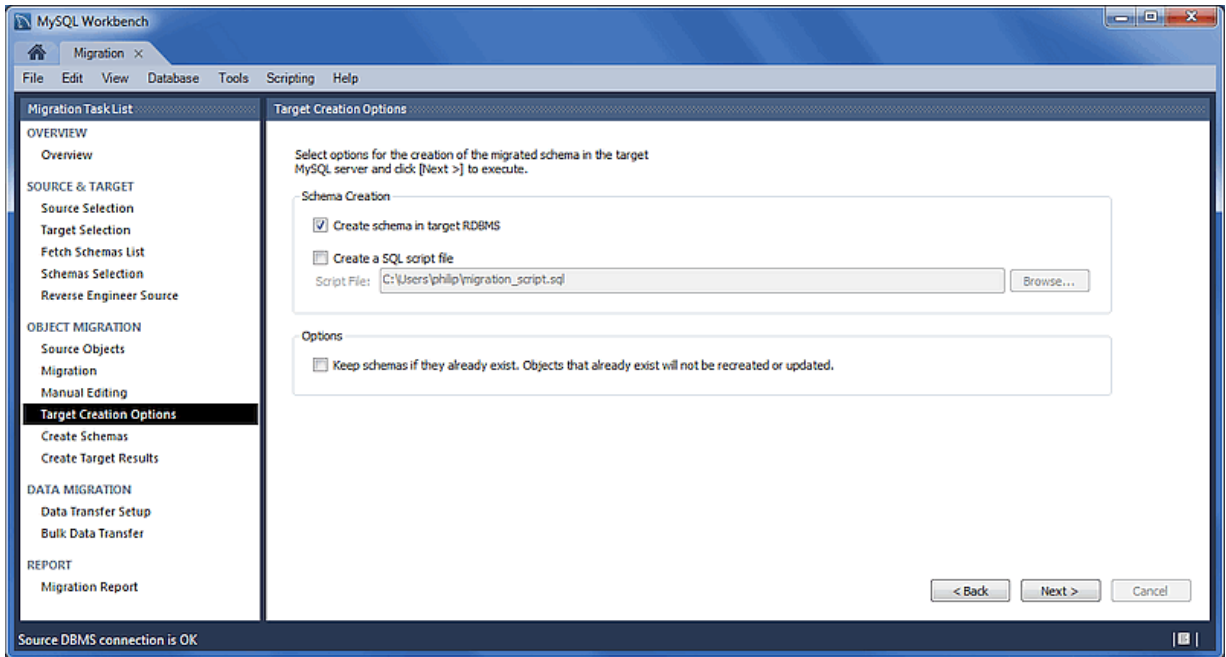 MySQL Workbench
Migration
File Edit View Database Tools Scripting Help
Migration Task List
OVERVIEW
Overview
SOURCE & TARGET
Source Selection
Target Selection
Fetch Schemas List
Schemas Selection
Reverse Engineer Source
OBJECT MIGRATION
Source Objects
Migration
Manual Editing
Target Creation Options
Create Schemas
Create Target Results
DATA MIGRATION
Data Transfer Setup
Bulk Data Transfer
REPORT
Migration Report
Target Creation Options
Select options for the creation of the migrated schema in the target
MySQL server and click [Next >] to execute.
Schema Creation
Create schema in target RDBMS
Create a SQL script file
Script File: C:\Users\philip\migration_script.sql Browse...
Options
Keep schemas if they already exist. Objects that already exist will not be recreated or updated.
< Back Next > Cancel
Source DBMS connection is OK